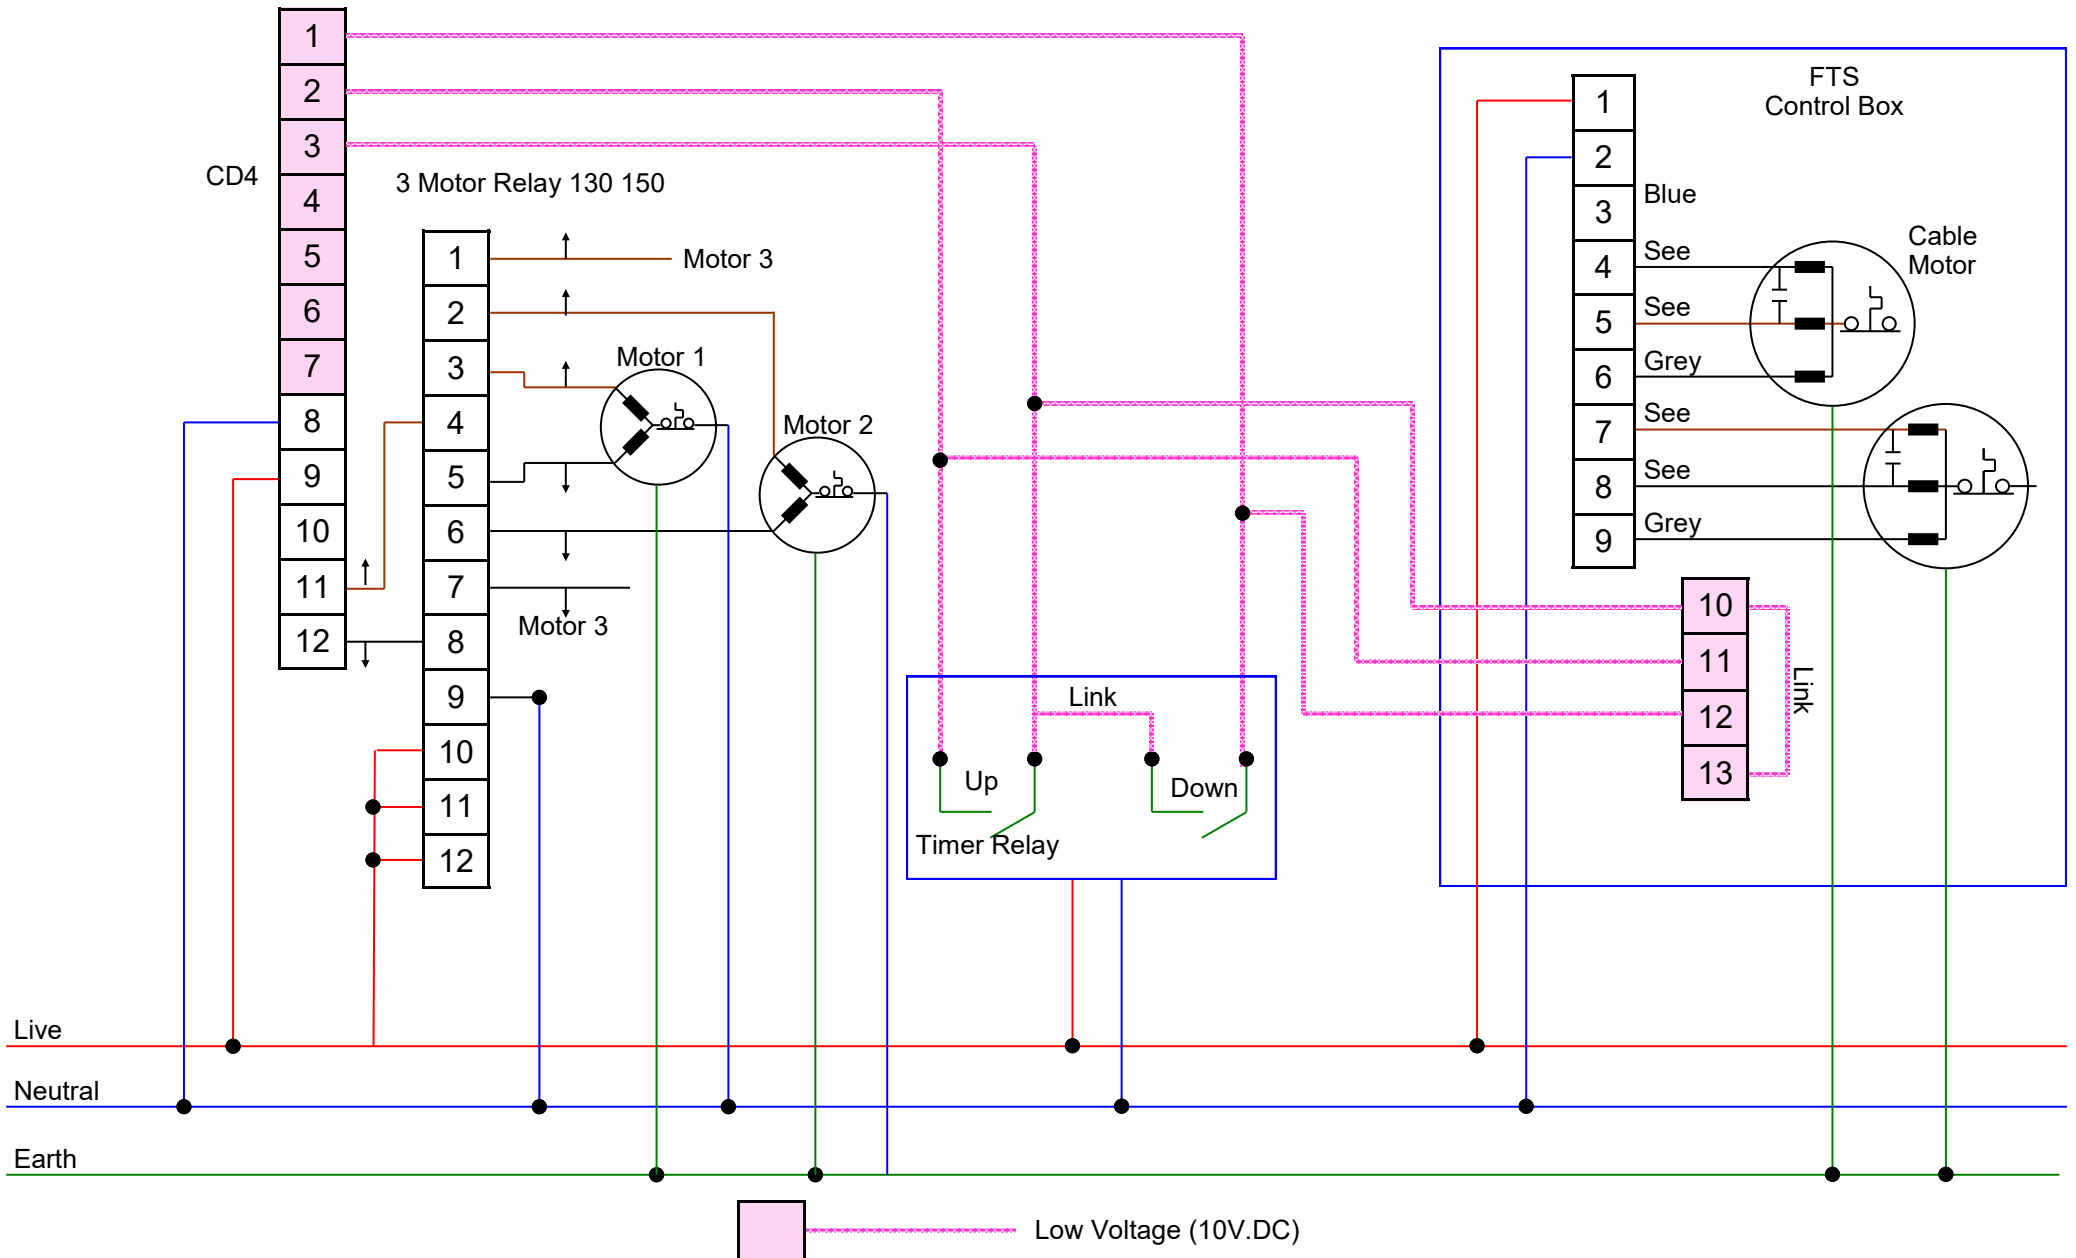 1
2
3
4
5
6
7
8
9
10
11
12
CD4
3 Motor Relay 130 150
1
2
3
4
5
6
7
8
9
10
11
12
Motor 3
Motor 1
Motor 2
Motor 3
Link
Up
Down
Timer Relay
FTS
Control Box
1
2
3
4
5
6
7
8
9
Blue
See
See
Grey
See
See
Grey
Cable
Motor
10
11
12
13
Link
Live
Neutral
Earth
Low Voltage (10V.DC)